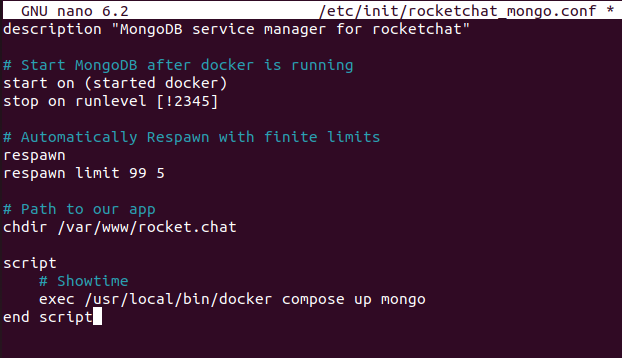 GNU nano 6.2 /etc/init/rocketchat_mongo.conf *
description "MongoDB service manager for rocketchat"
# Start MongoDB after docker is running
start on (started docker)
stop on runlevel [!2345]
# Automatically Respawn with finite limits
respawn
respawn limit 99 5
# Path to our app
chdir /var/www/rocket.chat
script
# Showtime
exec /usr/local/bin/docker compose up mongo
end script